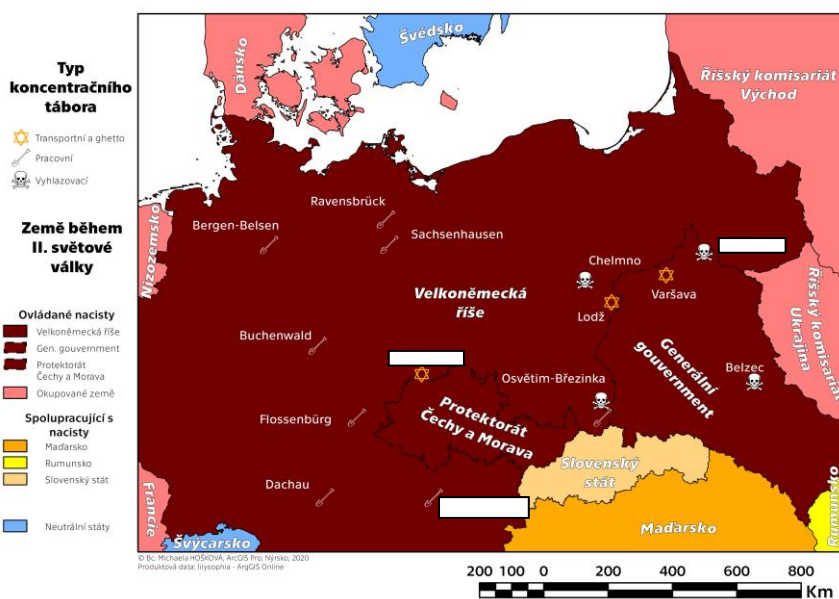 Typ
koncentračního
tábora
Transportní a ghetto
Pracovní
Vyhlazovací
Země během
II. světové
války
Ovládané nacisty
Velkoněmecká říše
Gen. gouvernment
Protektorát
Čechy a Morava
Okupované země
Spolupracující s
nacisty
Maďarsko
Rumunsko
Slovenský stát
Neutrální státy
Dánsko
Švédsko
Říšský komisariát
Východ
Ravensbrück
Bergen-Belsen
Sachsenhausen
Nizozemsko
Chelmno
Velkoněmecká
říše
Lodž
Varšava
Říšský komisariát
Ukrajina
Buchenwald
Generální
gouvernment
Belzec
Osvětim-Březinka
Flossenbürg
Protektorát
Čechy a Morava
Slovenský
stát
Dachau
Francie
Švýcarsko
Maďarsko
Rumunsko
© Bc. Michaela HOŠKOVÁ; ArcGIS Pro; Nýrsko; 2020
Produktová data: lilysophia - ArgGIS Online
200 100 0 200 400 600 800
Km